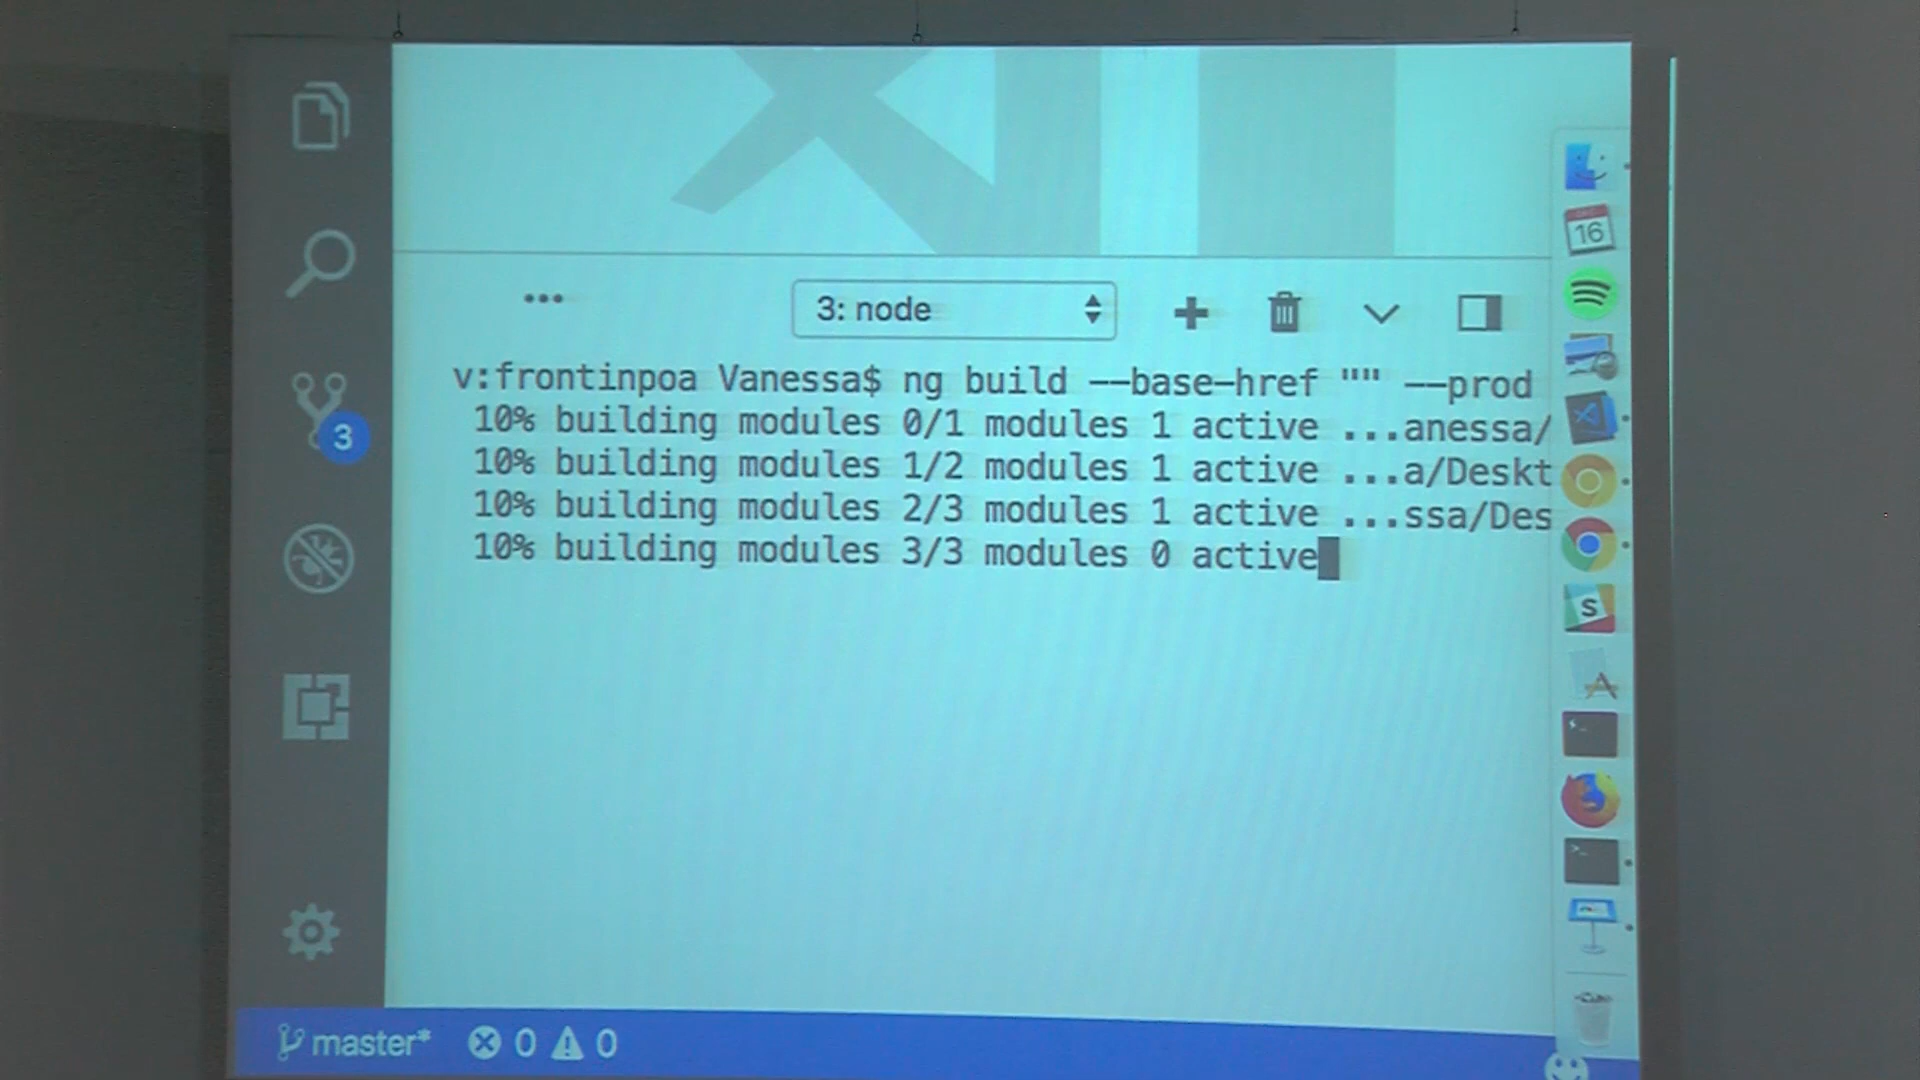 16
3: node
v:frontinpoa Vanessa$ ng build --base-href "" --prod
10% building modules 0/1 modules 1 active ...anessa/
10% building modules 1/2 modules 1 active ...a/Deskt
3
10% building modules 2/3 modules 1 active ...ssa/Des
10% building modules 3/3 modules 0 active
S
master* 0 0